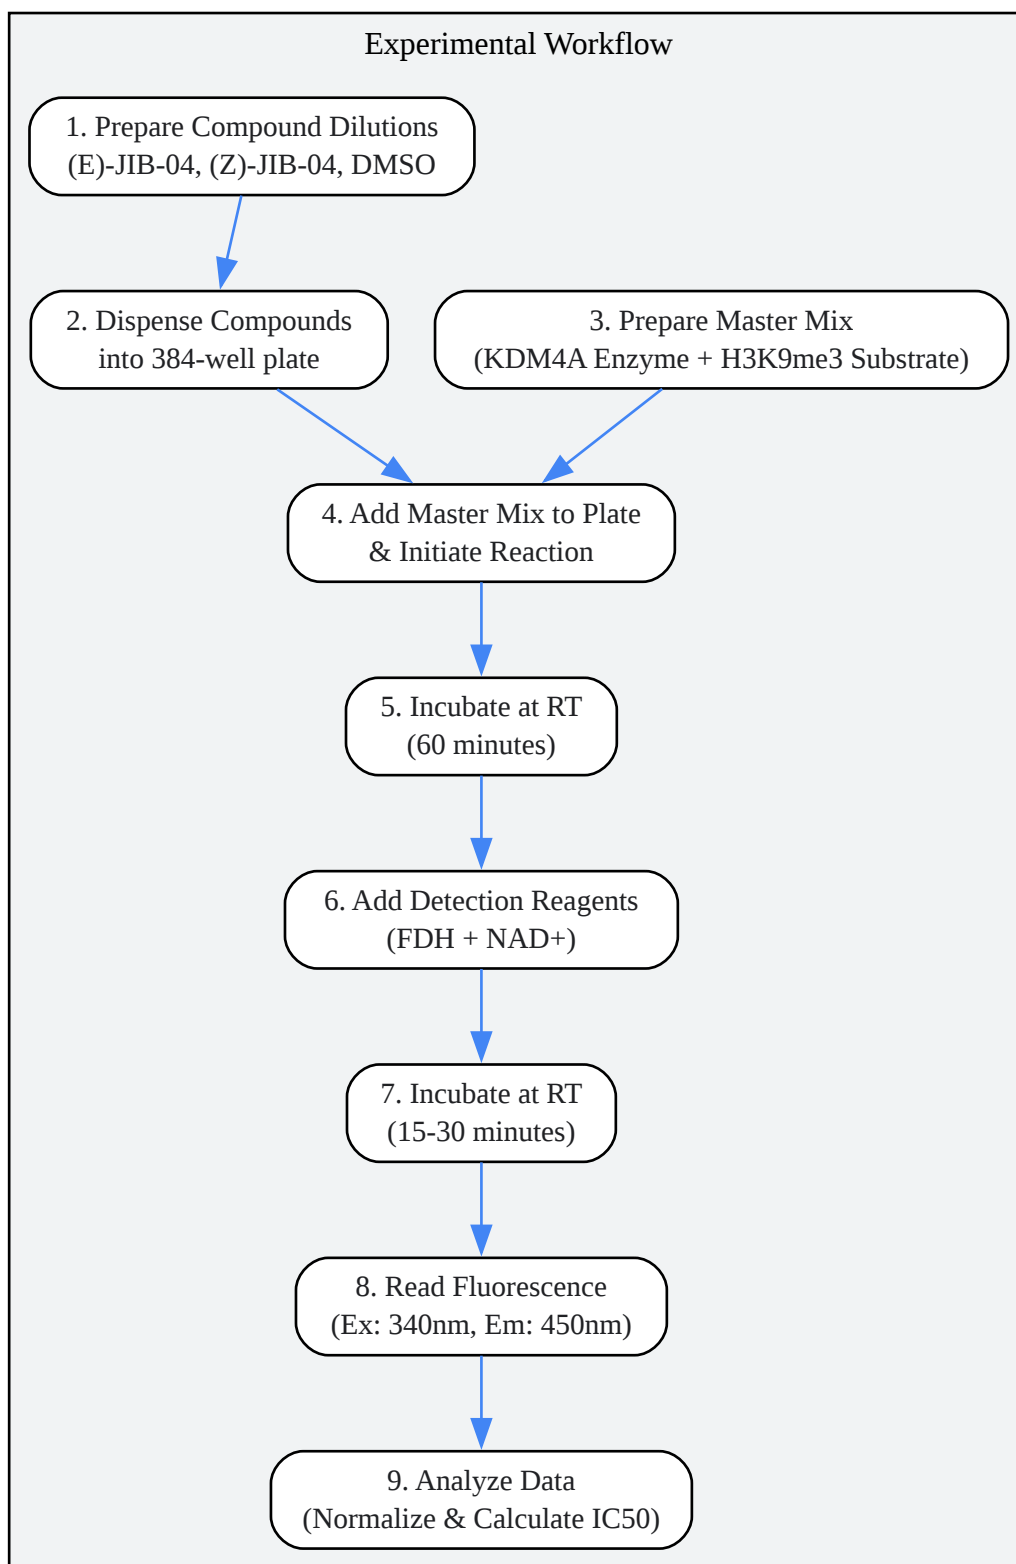 Experimental Workflow
1. Prepare Compound Dilutions
(E)-JIB-04, (Z)-JIB-04, DMSO
2. Dispense Compounds
into 384-well plate
3. Prepare Master Mix
(KDM4A Enzyme + H3K9me3 Substrate)
4. Add Master Mix to Plate
& Initiate Reaction
5. Incubate at RT
(60 minutes)
6. Add Detection Reagents
(FDH + NAD+)
7. Incubate at RT
(15-30 minutes)
8. Read Fluorescence
(Ex: 340nm, Em: 450nm)
9. Analyze Data
(Normalize & Calculate IC50)